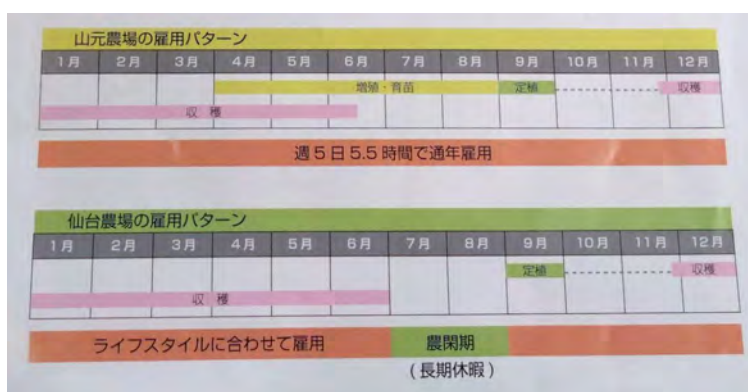 山元農場の雇用パターン
1月 2月 3月 4月 5月 6月 7月 8月 9月 10月 11月 12月
増殖・育苗 定植 収穫
収 穫
週5日5.5時間で通年雇用
仙台農場の雇用パターン
1月 2月 3月 4月 5月 6月 7月 8月 9月 10月 11月 12月
定植 収穫
収 穫
ライフスタイルに合わせて雇用 農閑期
(長期休暇)